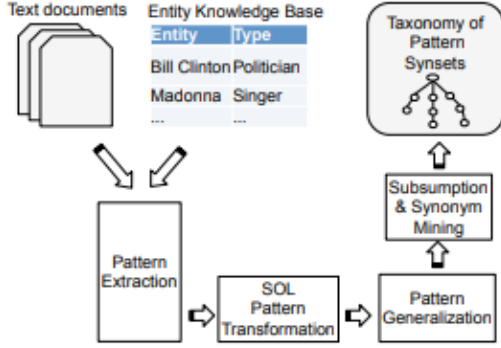 Text documents
Entity Knowledge Base
Entity Type
Bill Clinton Politician
Madonna Singer
... ...
Taxonomy of
Pattern
Synsets
Subsumption
& Synonym
Mining
Pattern
Extraction
SOL
Pattern
Transformation
Pattern
Generalization